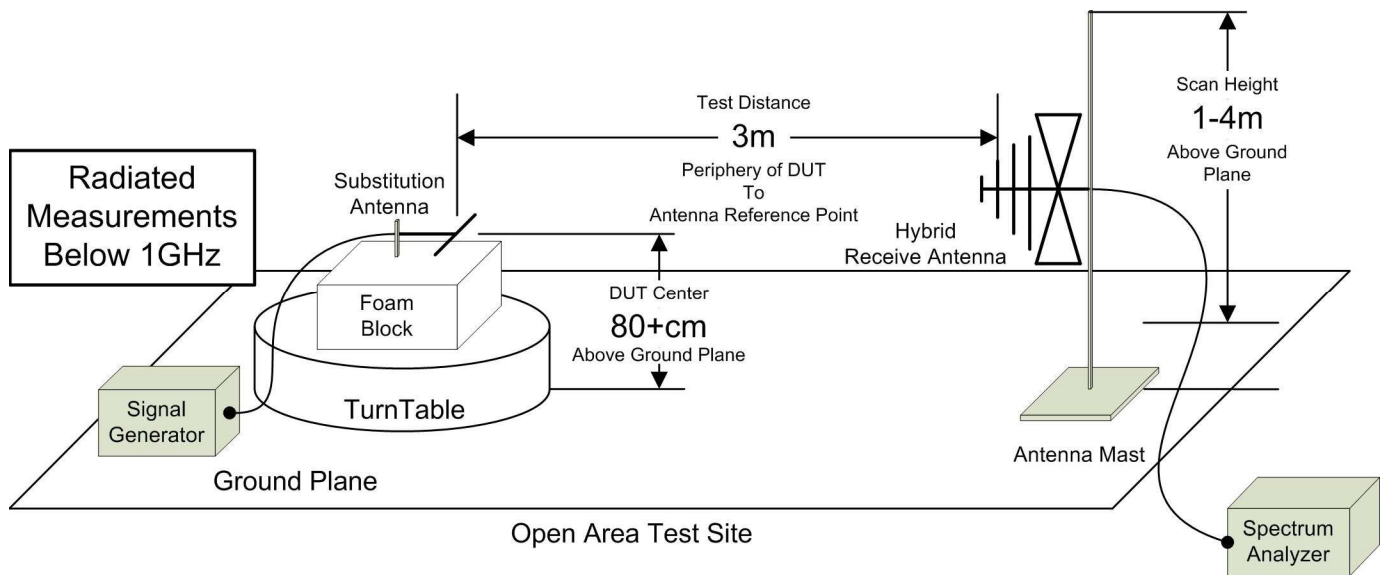 Radiated
Measurements
Below 1GHz
Substitution
Antenna
Test Distance
3m
Periphery of DUT
To
Antenna Reference Point
Scan Height
1-4m
Above Ground
Plane
Hybrid
Receive Antenna
Foam
Block
DUT Center
80+cm
Above Ground Plane
TurnTable
Signal
Generator
Ground Plane
Antenna Mast
Open Area Test Site
Spectrum
Analyzer